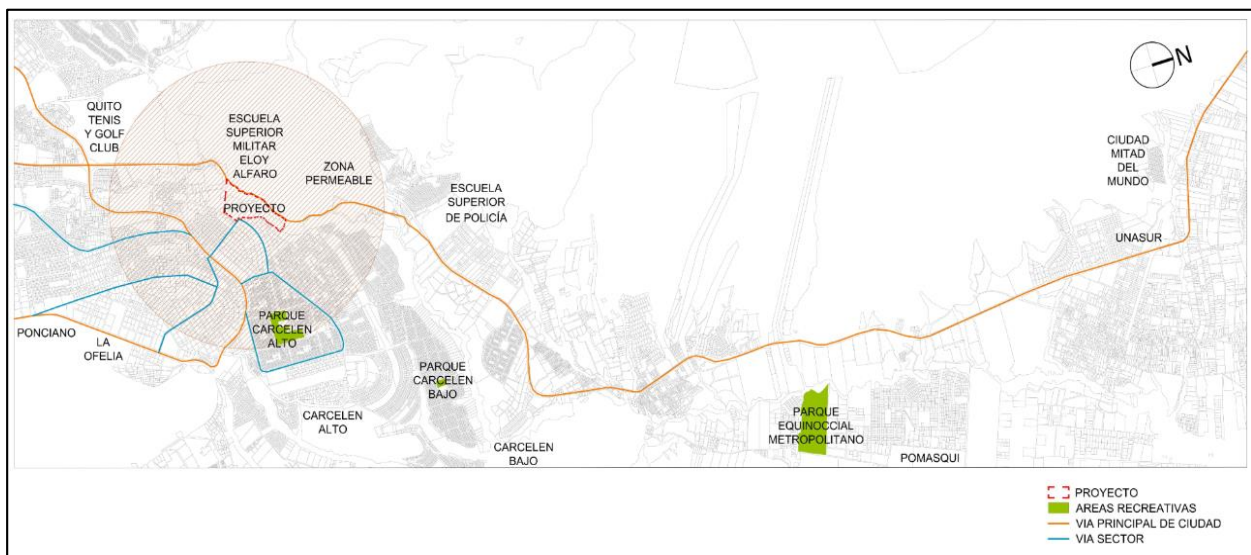 N
QUITO
TENIS
Y GOLF
CLUB
ESCUELA
SUPERIOR
MILITAR
ELOY
ALFARO
ZONA
PERMEABLE
PROYECTO
ESCUELA
SUPERIOR
DE POLICÍA
CIUDAD
MITAD
DEL
MUNDO
UNASUR
PONCIANO
LA
OFELIA
PARQUE
CARCELEN
ALTO
CARCELEN
ALTO
PARQUE
CARCELEN
BAJO
CARCELEN
BAJO
PARQUE
EQUINOCCIAL
METROPOLITANO
POMASQUI
PROYECTO
AREAS RECREATIVAS
VIA PRINCIPAL DE CIUDAD
VIA SECTOR